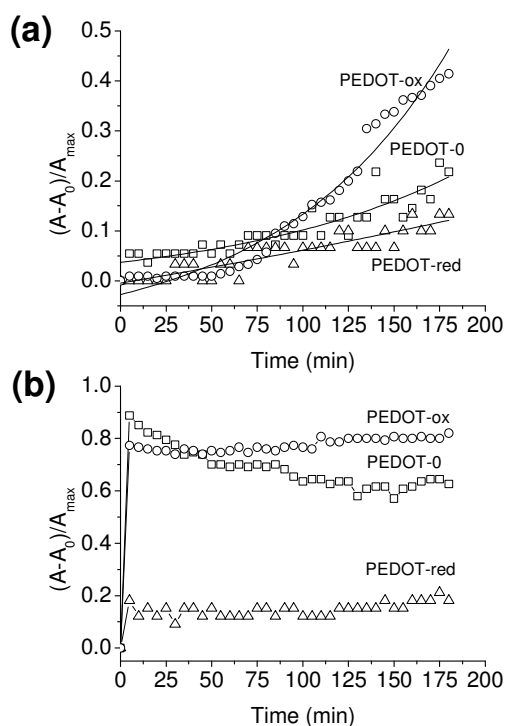 (a)
0.5
0.4
0.3
0.2
0.1
0.0
(A-A0)/Amax
PEDOT-ox
PEDOT-0
PEDOT-red
0 25 50 75 100 125 150 175 200
Time (min)
(b)
1.0
0.8
0.6
0.4
0.2
0.0
(A-A0)/Amax
PEDOT-ox
PEDOT-0
PEDOT-red
0 25 50 75 100 125 150 175 200
Time (min)